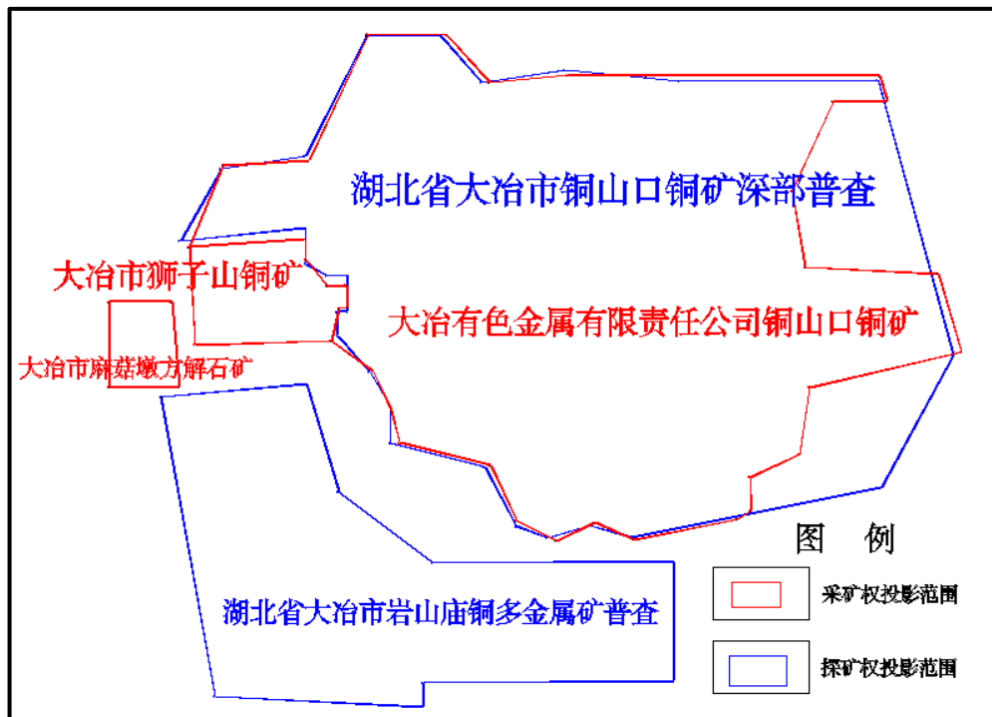 湖北省大冶市铜山口铜矿深部普查
大冶市狮子山铜矿
大冶有色金属有限责任公司铜山口铜矿
大冶市麻菇墩方解石矿
湖北省大冶市岩山庙铜多金属矿普查
图 例
采矿权投影范围
探矿权投影范围